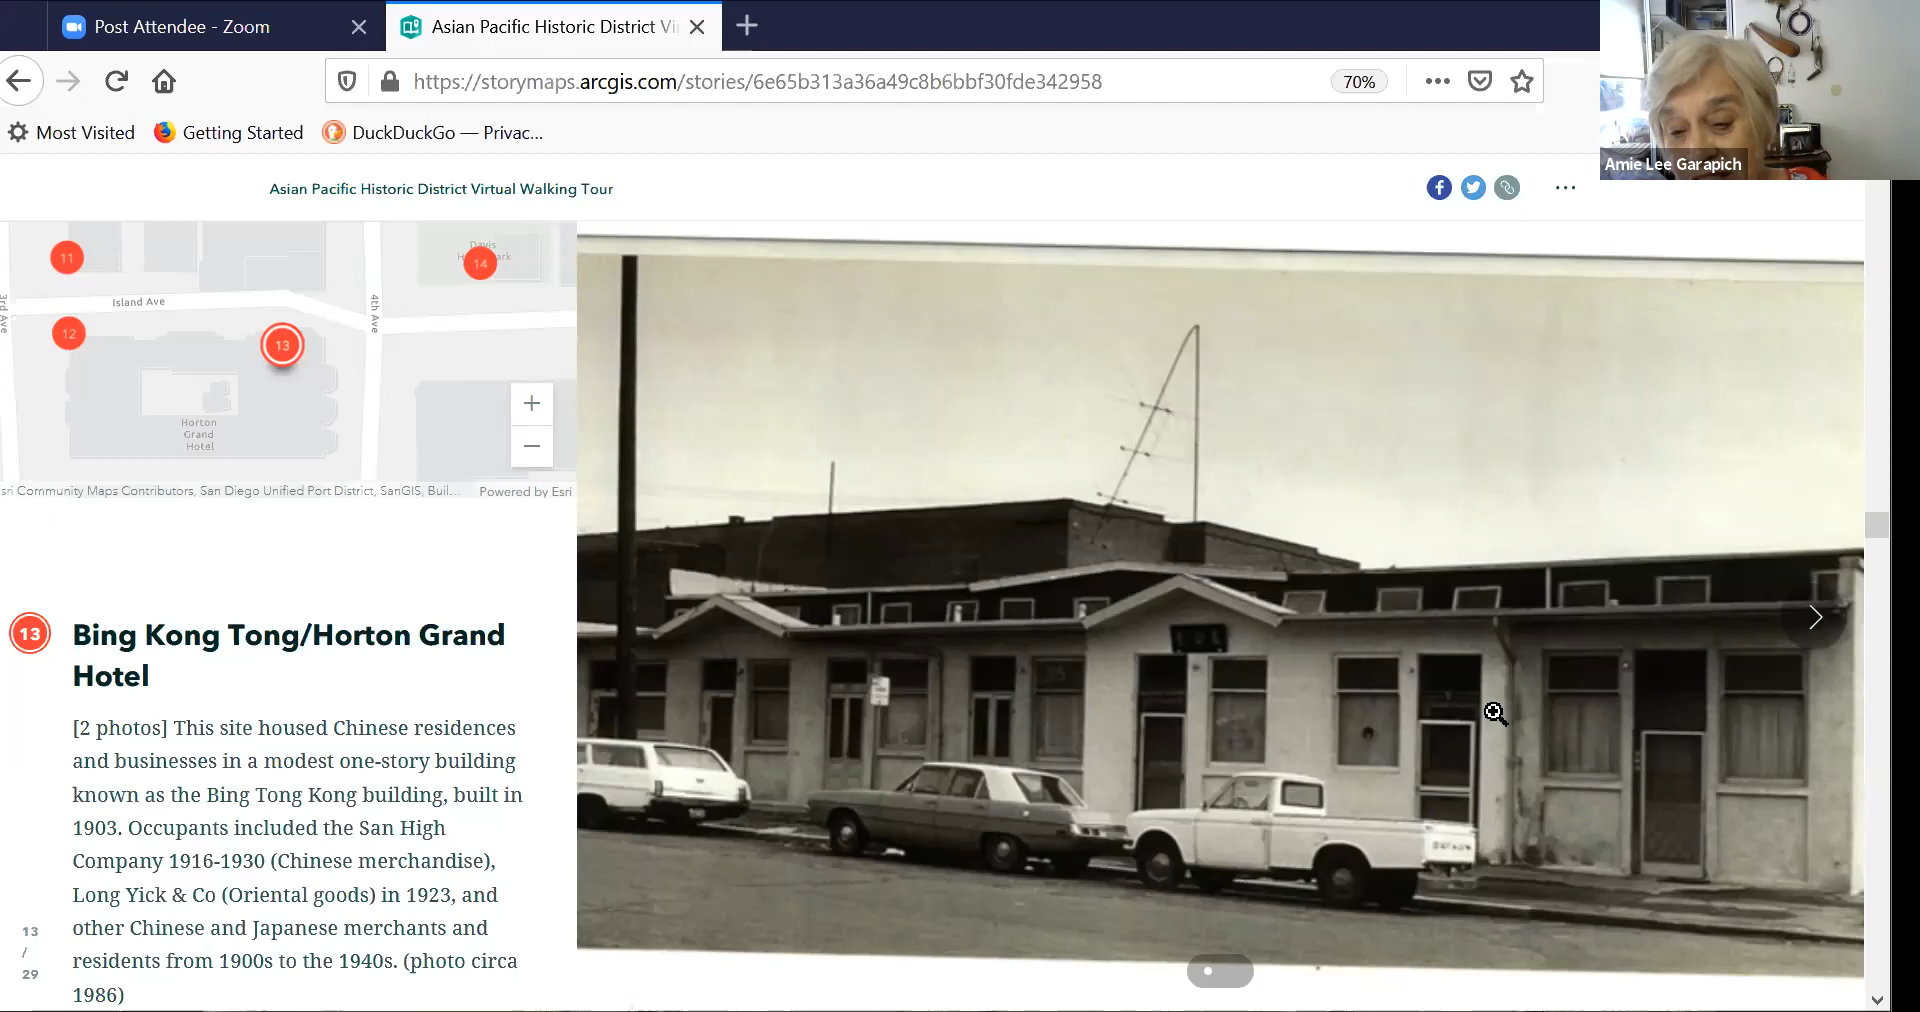 Post Attendee - Zoom
Asian Pacific Historic District Vi
https://storymaps.arcgis.com/stories/6e65b313a36a49c8b6bbf30fde342958
70%
Most Visited
Getting Started
DuckDuckGo — Privac...
Amie Lee Garapich
Asian Pacific Historic District Virtual Walking Tour
11
14
Davis
Island Ave
3rd Ave
4th Ave
12
13
Horton
Grand
Hotel
Esri Community Maps Contributors, San Diego Unified Port District, SanGIS, Buil...
Powered by Esri
13
Bing Kong Tong/Horton Grand
Hotel
[2 photos] This site housed Chinese residences
and businesses in a modest one-story building
known as the Bing Tong Kong building, built in
1903. Occupants included the San High
Company 1916-1930 (Chinese merchandise),
Long Yick & Co (Oriental goods) in 1923, and
other Chinese and Japanese merchants and
residents from 1900s to the 1940s. (photo circa
1986)
13
/
29
DATSUN